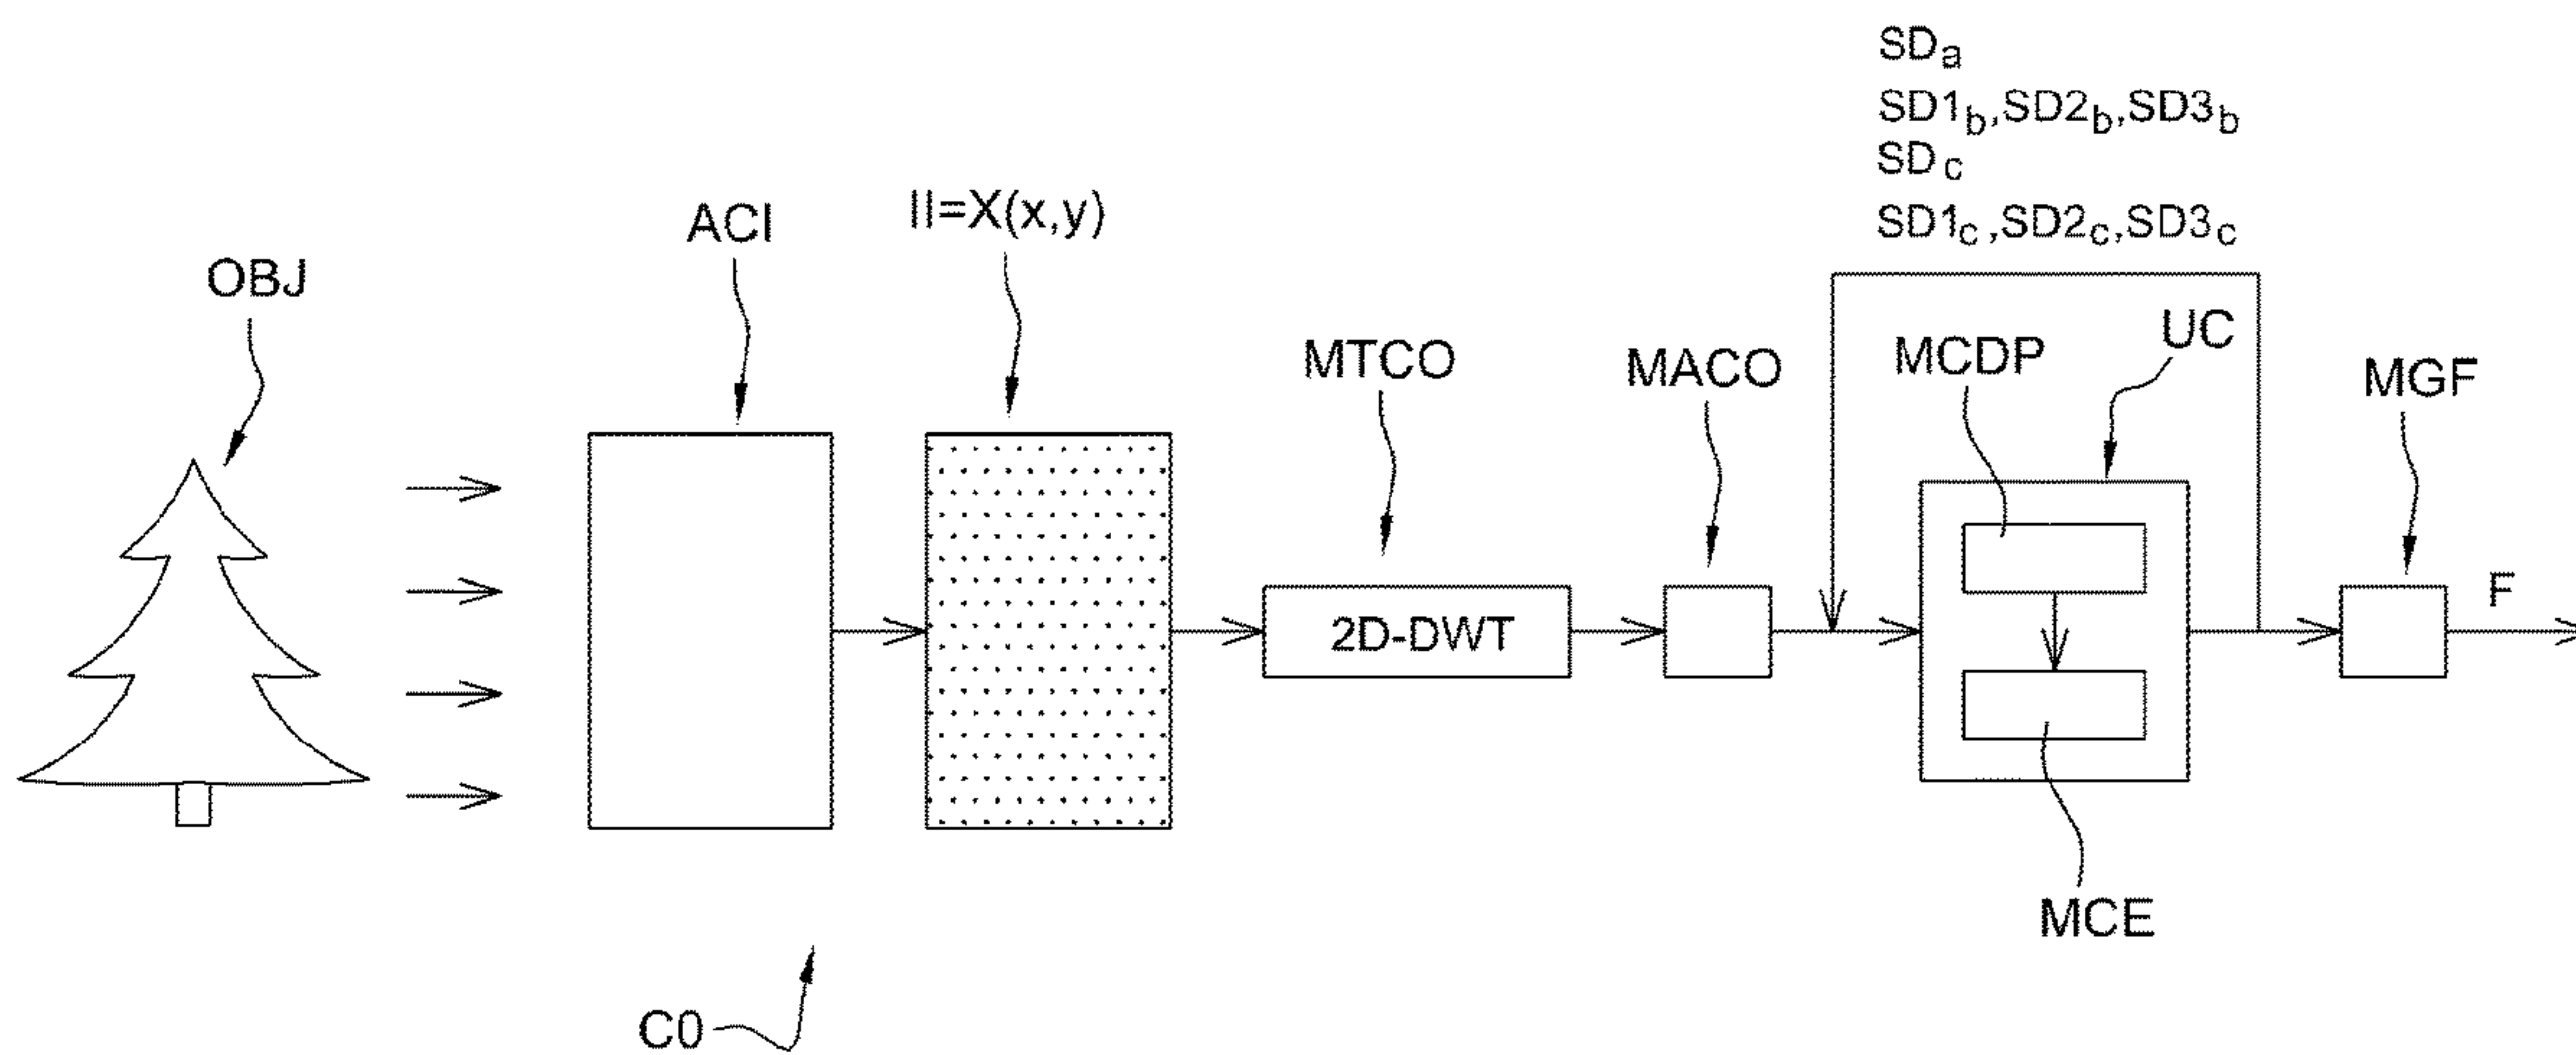 SDa
SD1b,SD2b,SD3b
SDc
SD1c,SD2c,SD3c
OBJ
ACI
II=X(x,y)
MTCO
MACO
MCDP
UC
MGF
2D-DWT
F
MCE
C0